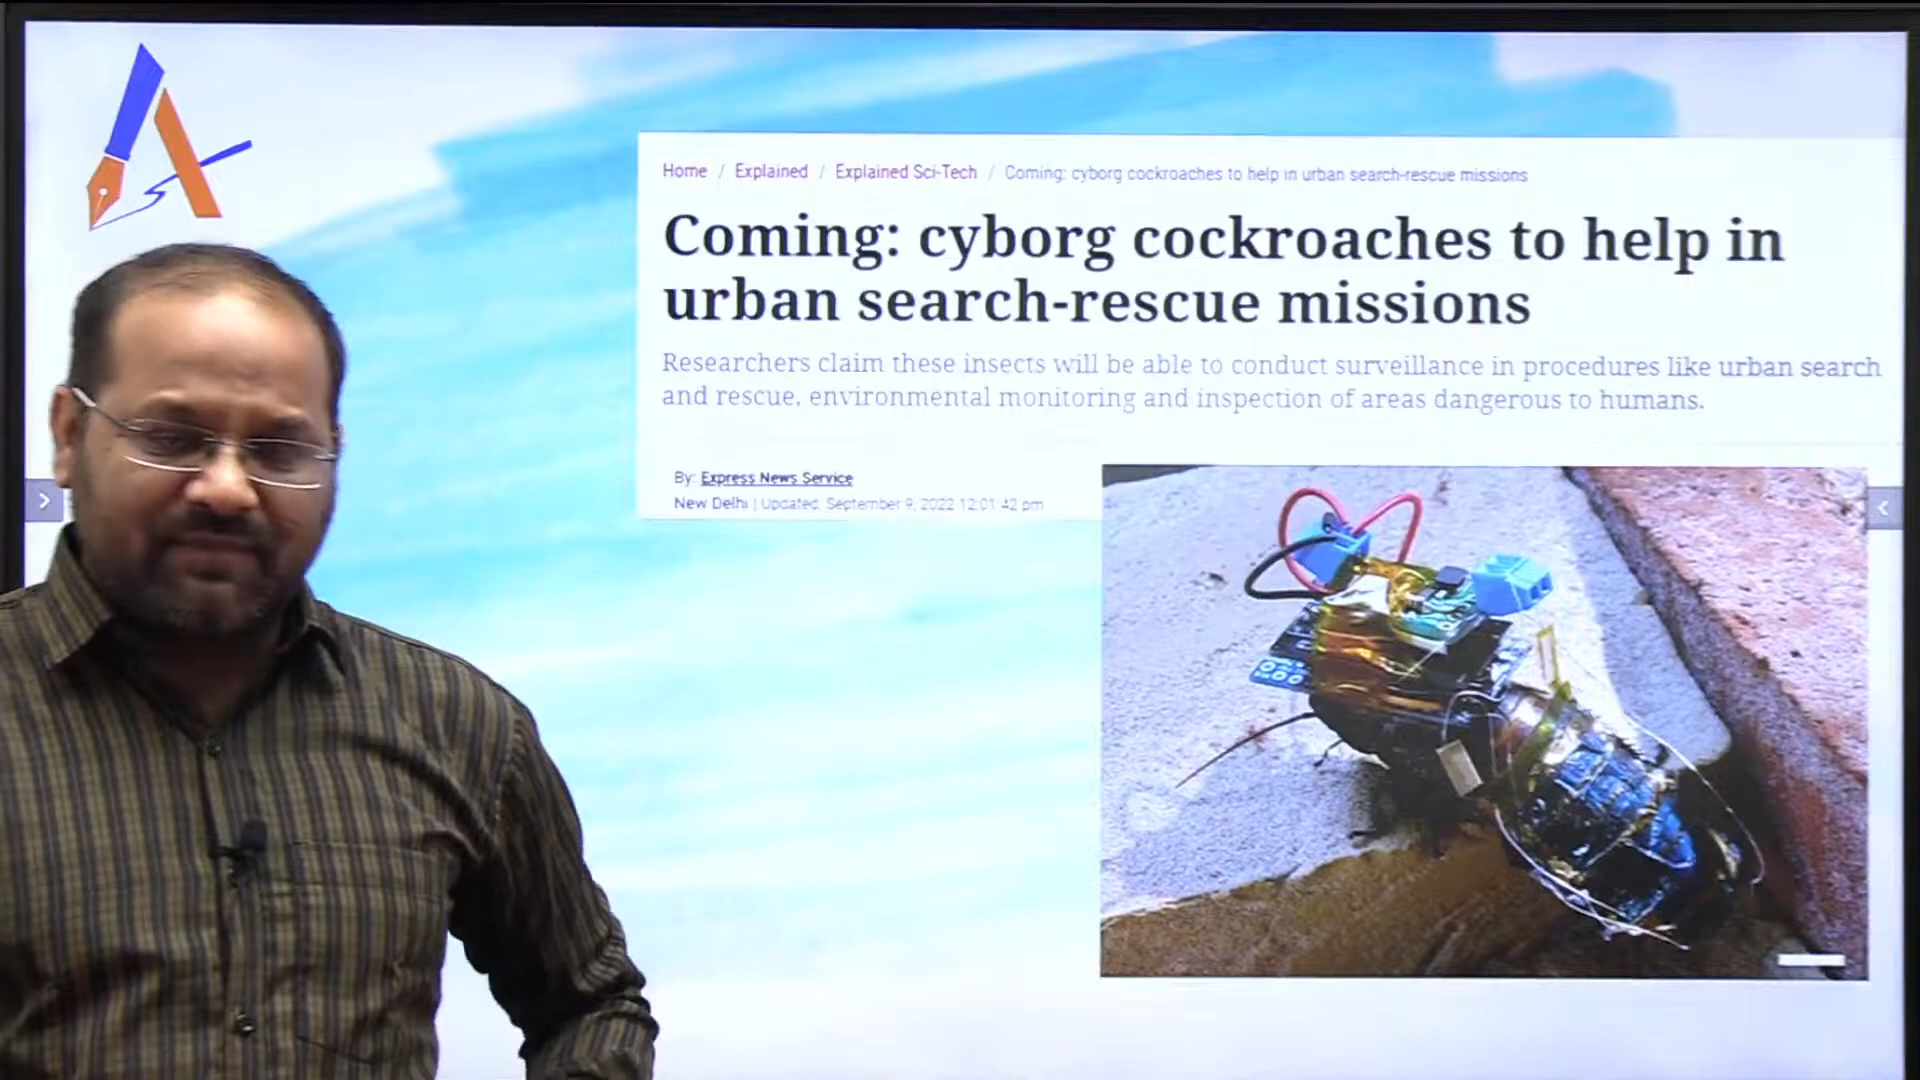 Home / Explained / Explained Sci-Tech / Coming: cyborg cockroaches to help in urban search-rescue missions
Coming: cyborg cockroaches to help in
urban search-rescue missions
Researchers claim these insects will be able to conduct surveillance in procedures like urban search
and rescue, environmental monitoring and inspection of areas dangerous to humans.
By: Express News Service
New Delhi | Updated: September 9, 2022 12:01:42 pm